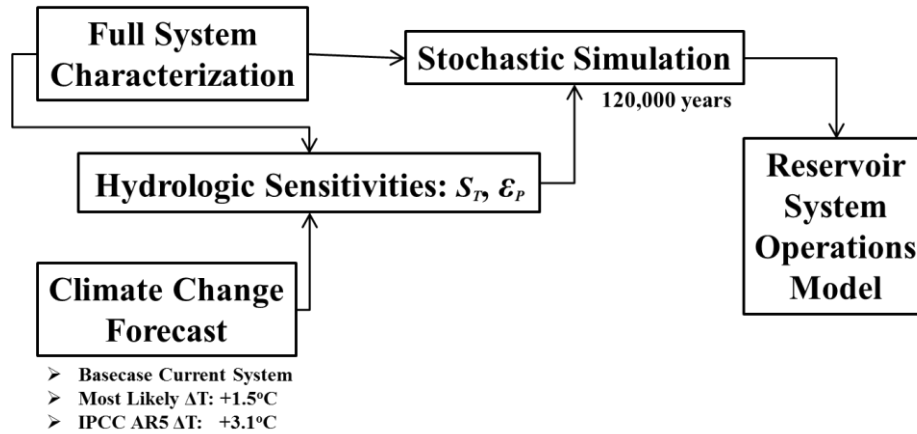 Full System
Characterization
Stochastic Simulation
120,000 years
Hydrologic Sensitivities: S_T, ε_P
Reservoir
System
Operations
Model
Climate Change
Forecast
➢ Basecase Current System
➢ Most Likely ΔT: +1.5°C
➢ IPCC AR5 ΔT: +3.1°C